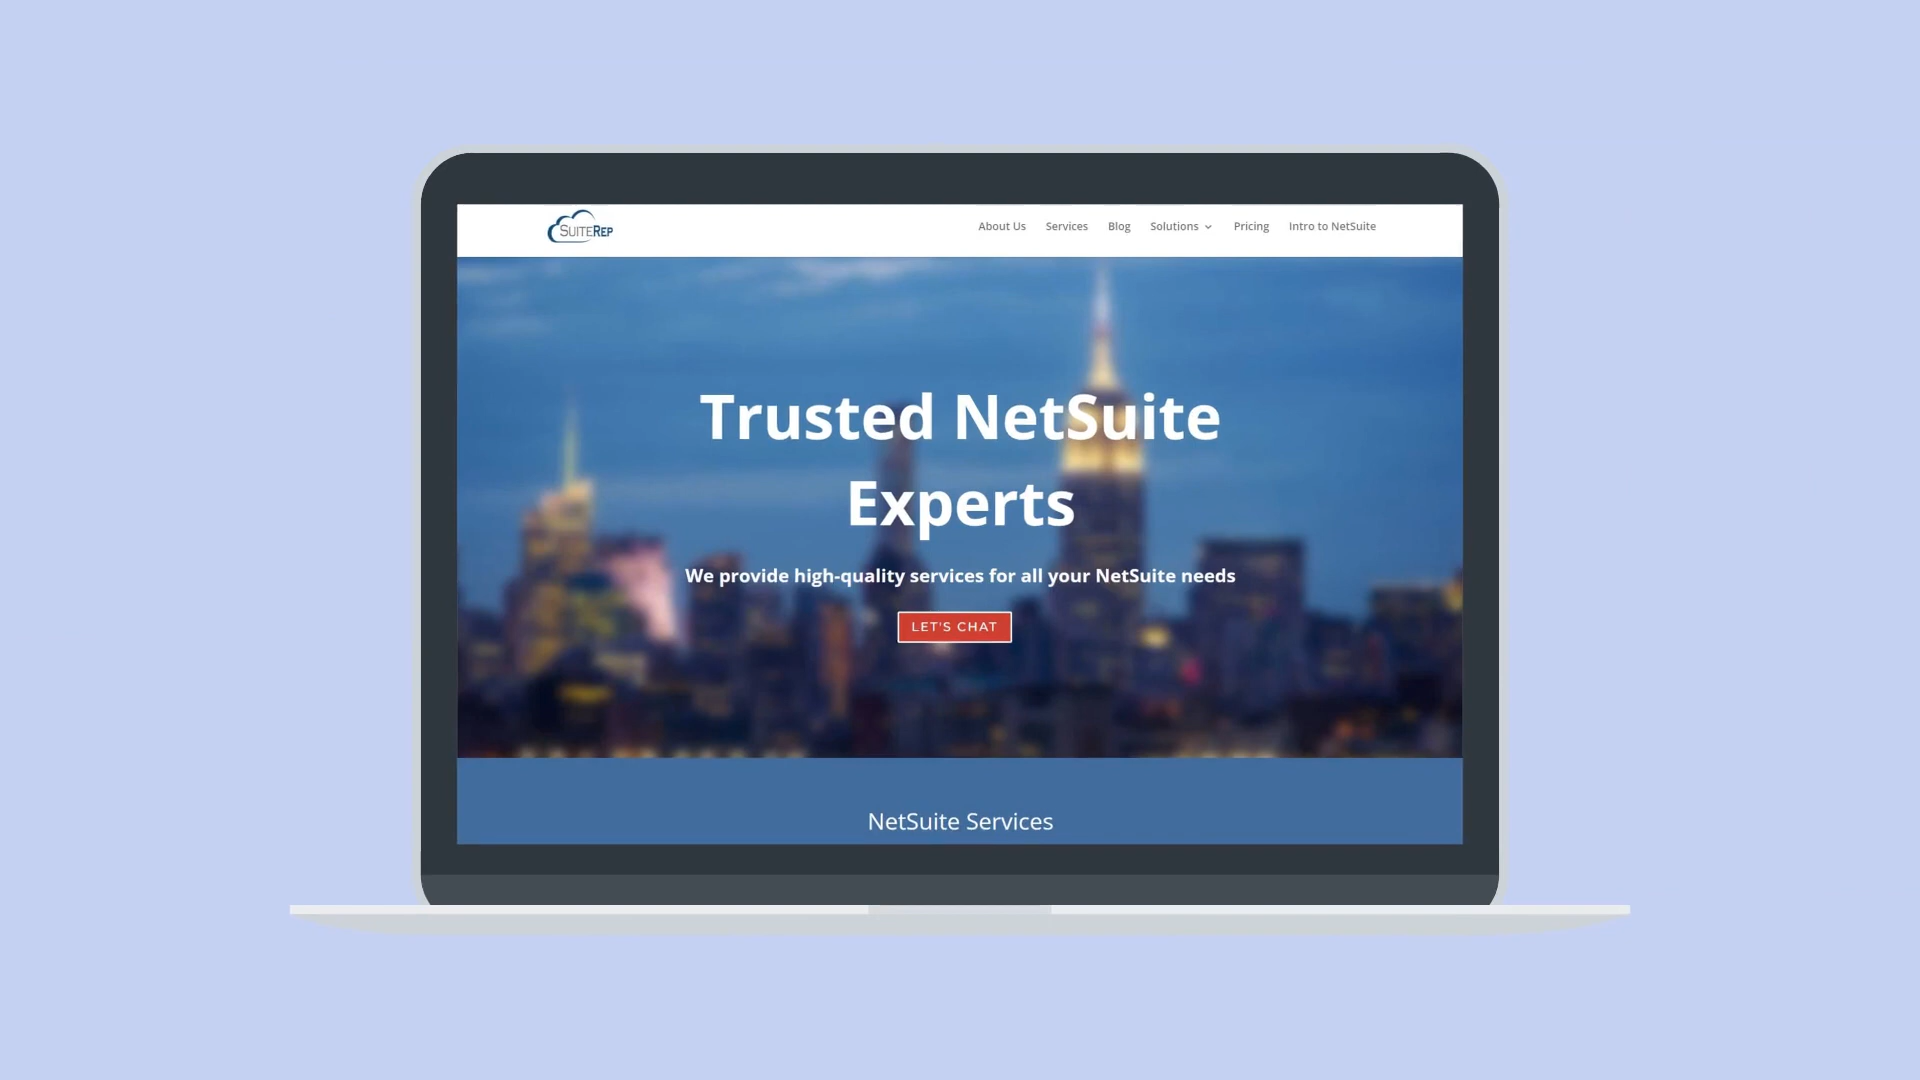 SUITEREP
About Us Services Blog Solutions Pricing Intro to NetSuite
Trusted NetSuite
Experts
We provide high-quality services for all your NetSuite needs
LET'S CHAT
NetSuite Services